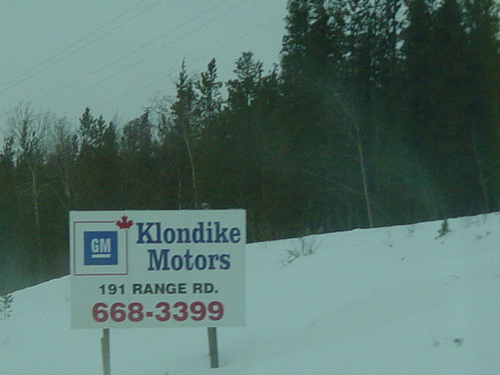 GM
Klondike
Motors
191 RANGE RD.
668-3399